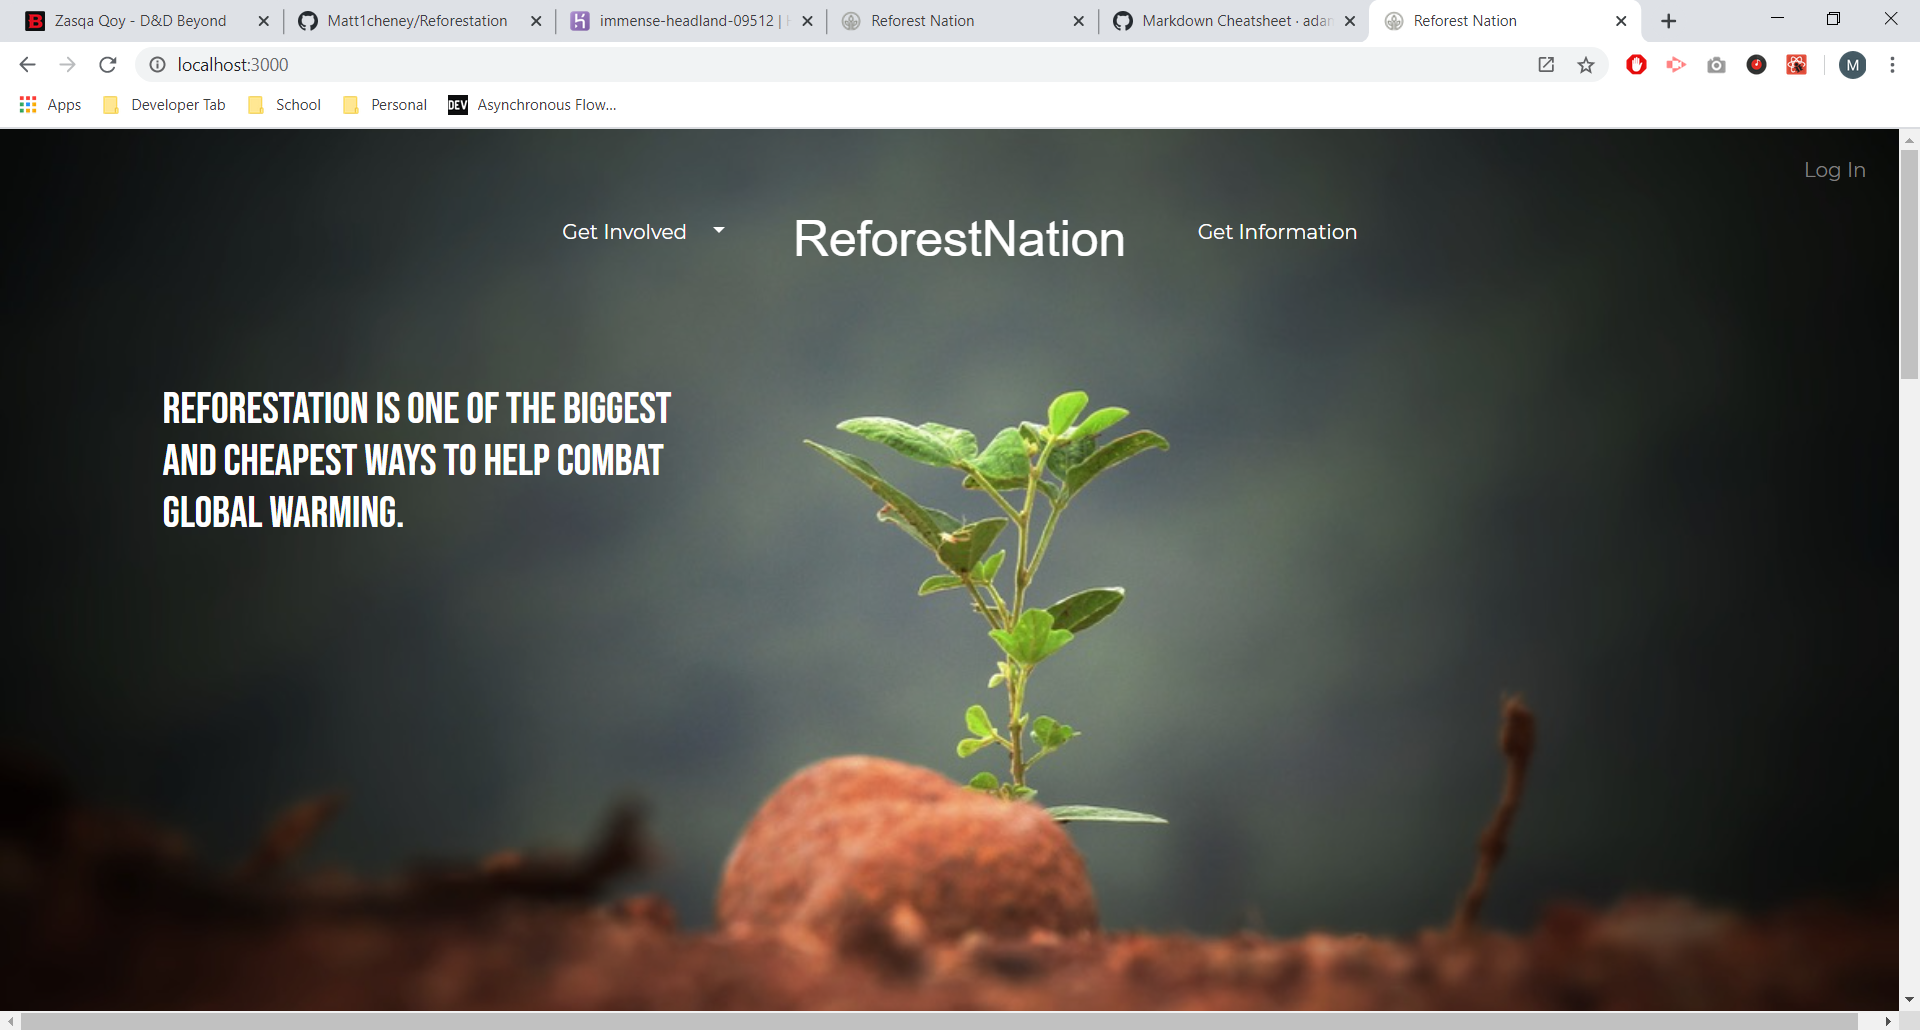 Zasqa Qoy - D&D Beyond
Matt1cheney/Reforestation
immense-headland-09512 |
Reforest Nation
Markdown Cheatsheet · adam
Reforest Nation
localhost:3000
M
Apps
Developer Tab
School
Personal
DEV
Asynchronous Flow...
Log In
Get Involved
ReforestNation
Get Information
REFORESTATION IS ONE OF THE BIGGEST
AND CHEAPEST WAYS TO HELP COMBAT
GLOBAL WARMING.